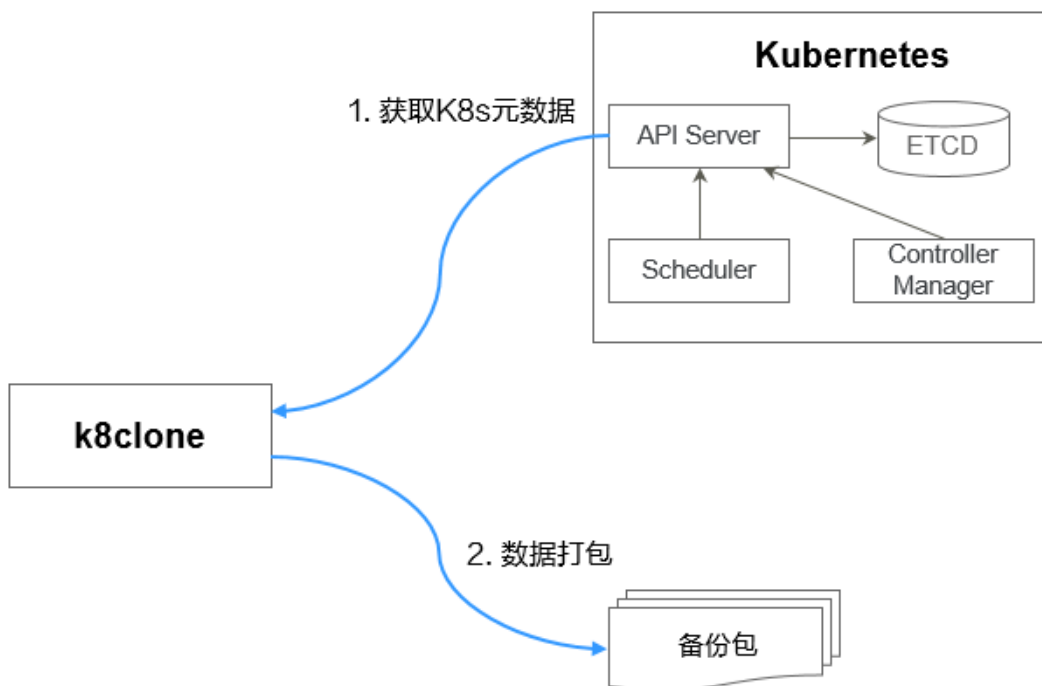 Kubernetes
1. 获取K8s元数据
API Server
ETCD
Scheduler
Controller
Manager
k8clone
2. 数据打包
备份包